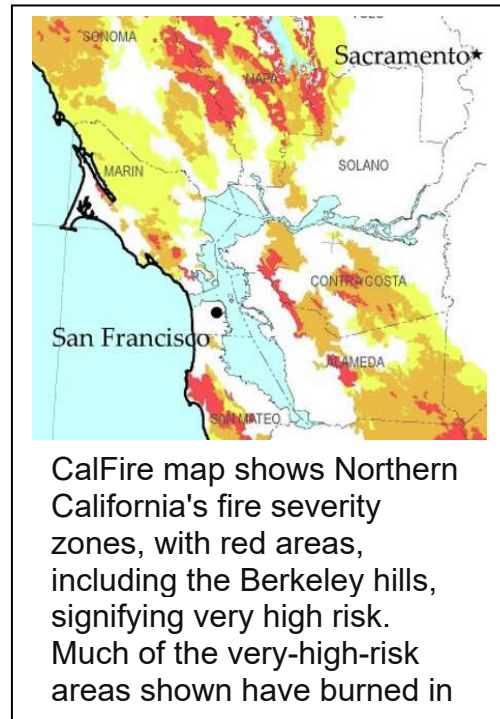 SONOMA
NAPA
Sacramento★
SOLANO
MARIN
CONTRA COSTA
San Francisco
ALAMEDA
SAN MATEO
CalFire map shows Northern
California's fire severity
zones, with red areas,
including the Berkeley hills,
signifying very high risk.
Much of the very-high-risk
areas shown have burned in